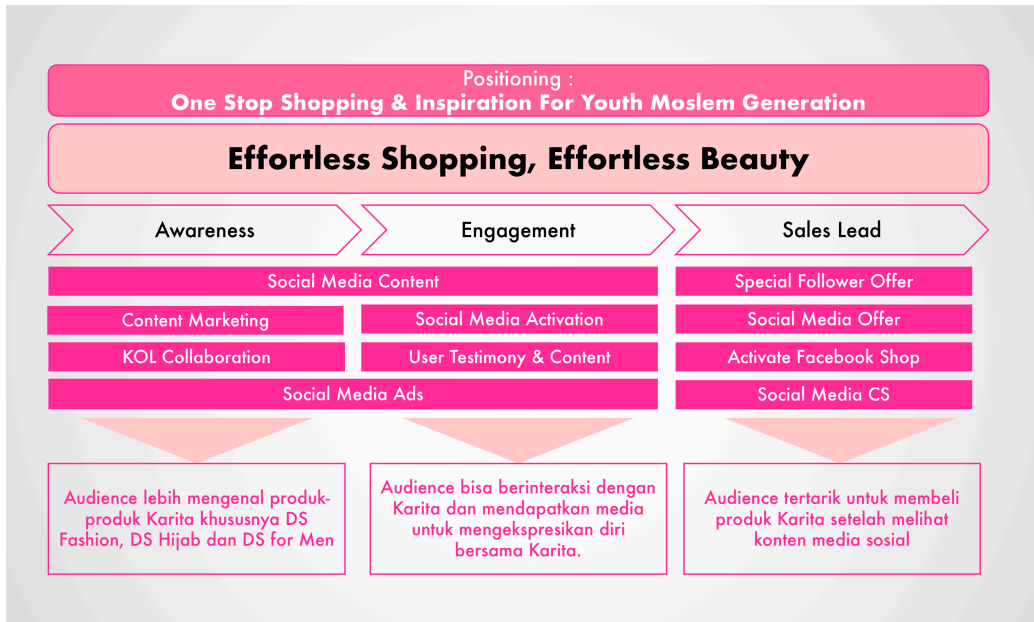 Positioning :
One Stop Shopping & Inspiration For Youth Moslem Generation
Effortless Shopping, Effortless Beauty
Awareness
Engagement
Sales Lead
Social Media Content
Special Follower Offer
Content Marketing
Social Media Activation
Social Media Offer
KOL Collaboration
User Testimony & Content
Activate Facebook Shop
Social Media Ads
Social Media CS
Audience lebih mengenal produk-
produk Karita khususnya DS
Fashion, DS Hijab dan DS for Men
Audience bisa berinteraksi dengan
Karita dan mendapatkan media
untuk mengekspresikan diri
bersama Karita.
Audience tertarik untuk membeli
produk Karita setelah melihat
konten media sosial